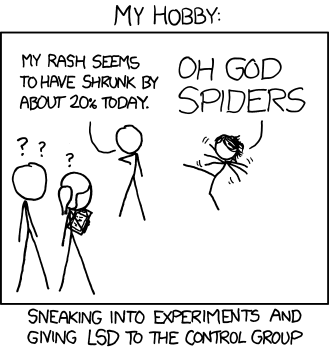 MY HOBBY:
MY RASH SEEMS
TO HAVE SHRUNK BY
ABOUT 20% TODAY.
OH GOD
SPIDERS
? ?
?
SNEAKING INTO EXPERIMENTS AND
GIVING LSD TO THE CONTROL GROUP